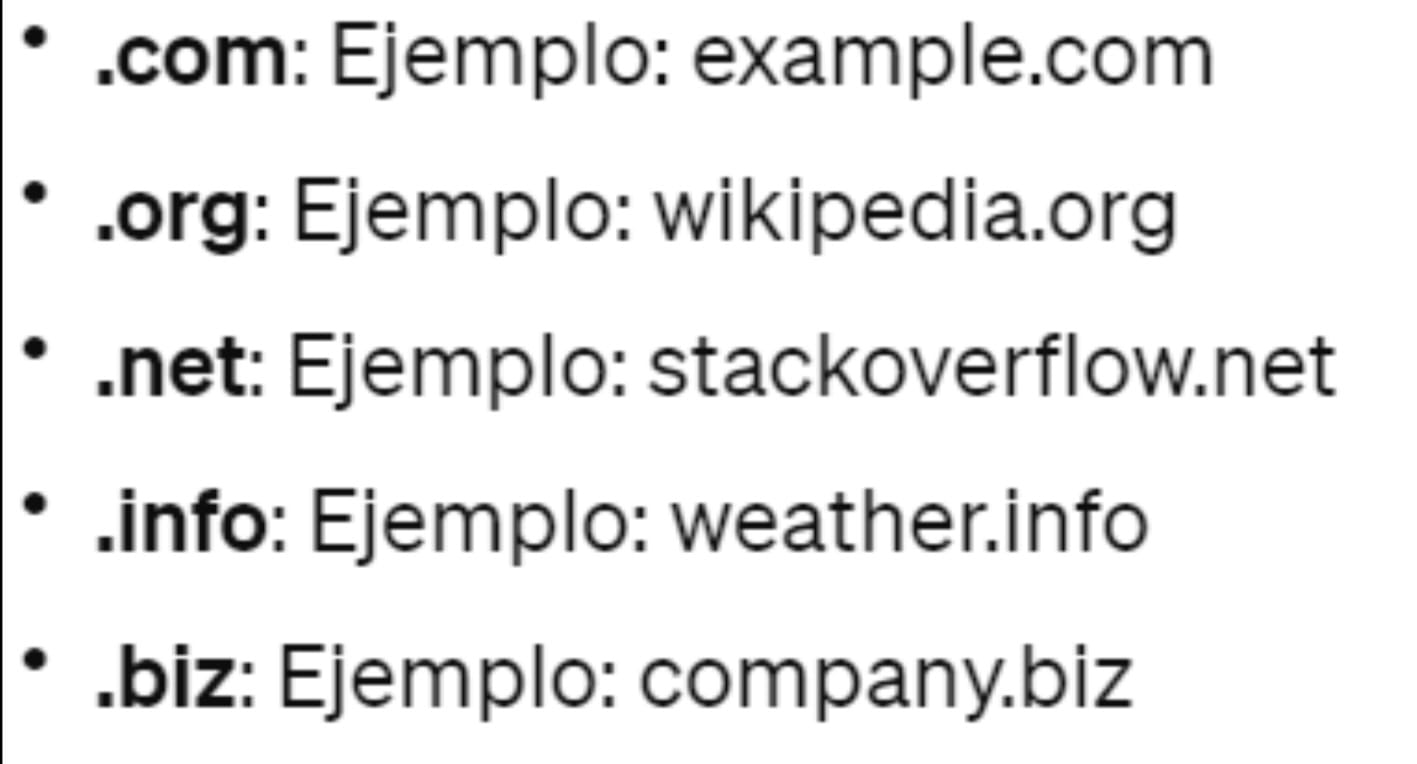 • .com: Ejemplo: example.com
• .org: Ejemplo: wikipedia.org
• .net: Ejemplo: stackoverflow.net
• .info: Ejemplo: weather.info
• .biz: Ejemplo: company.biz